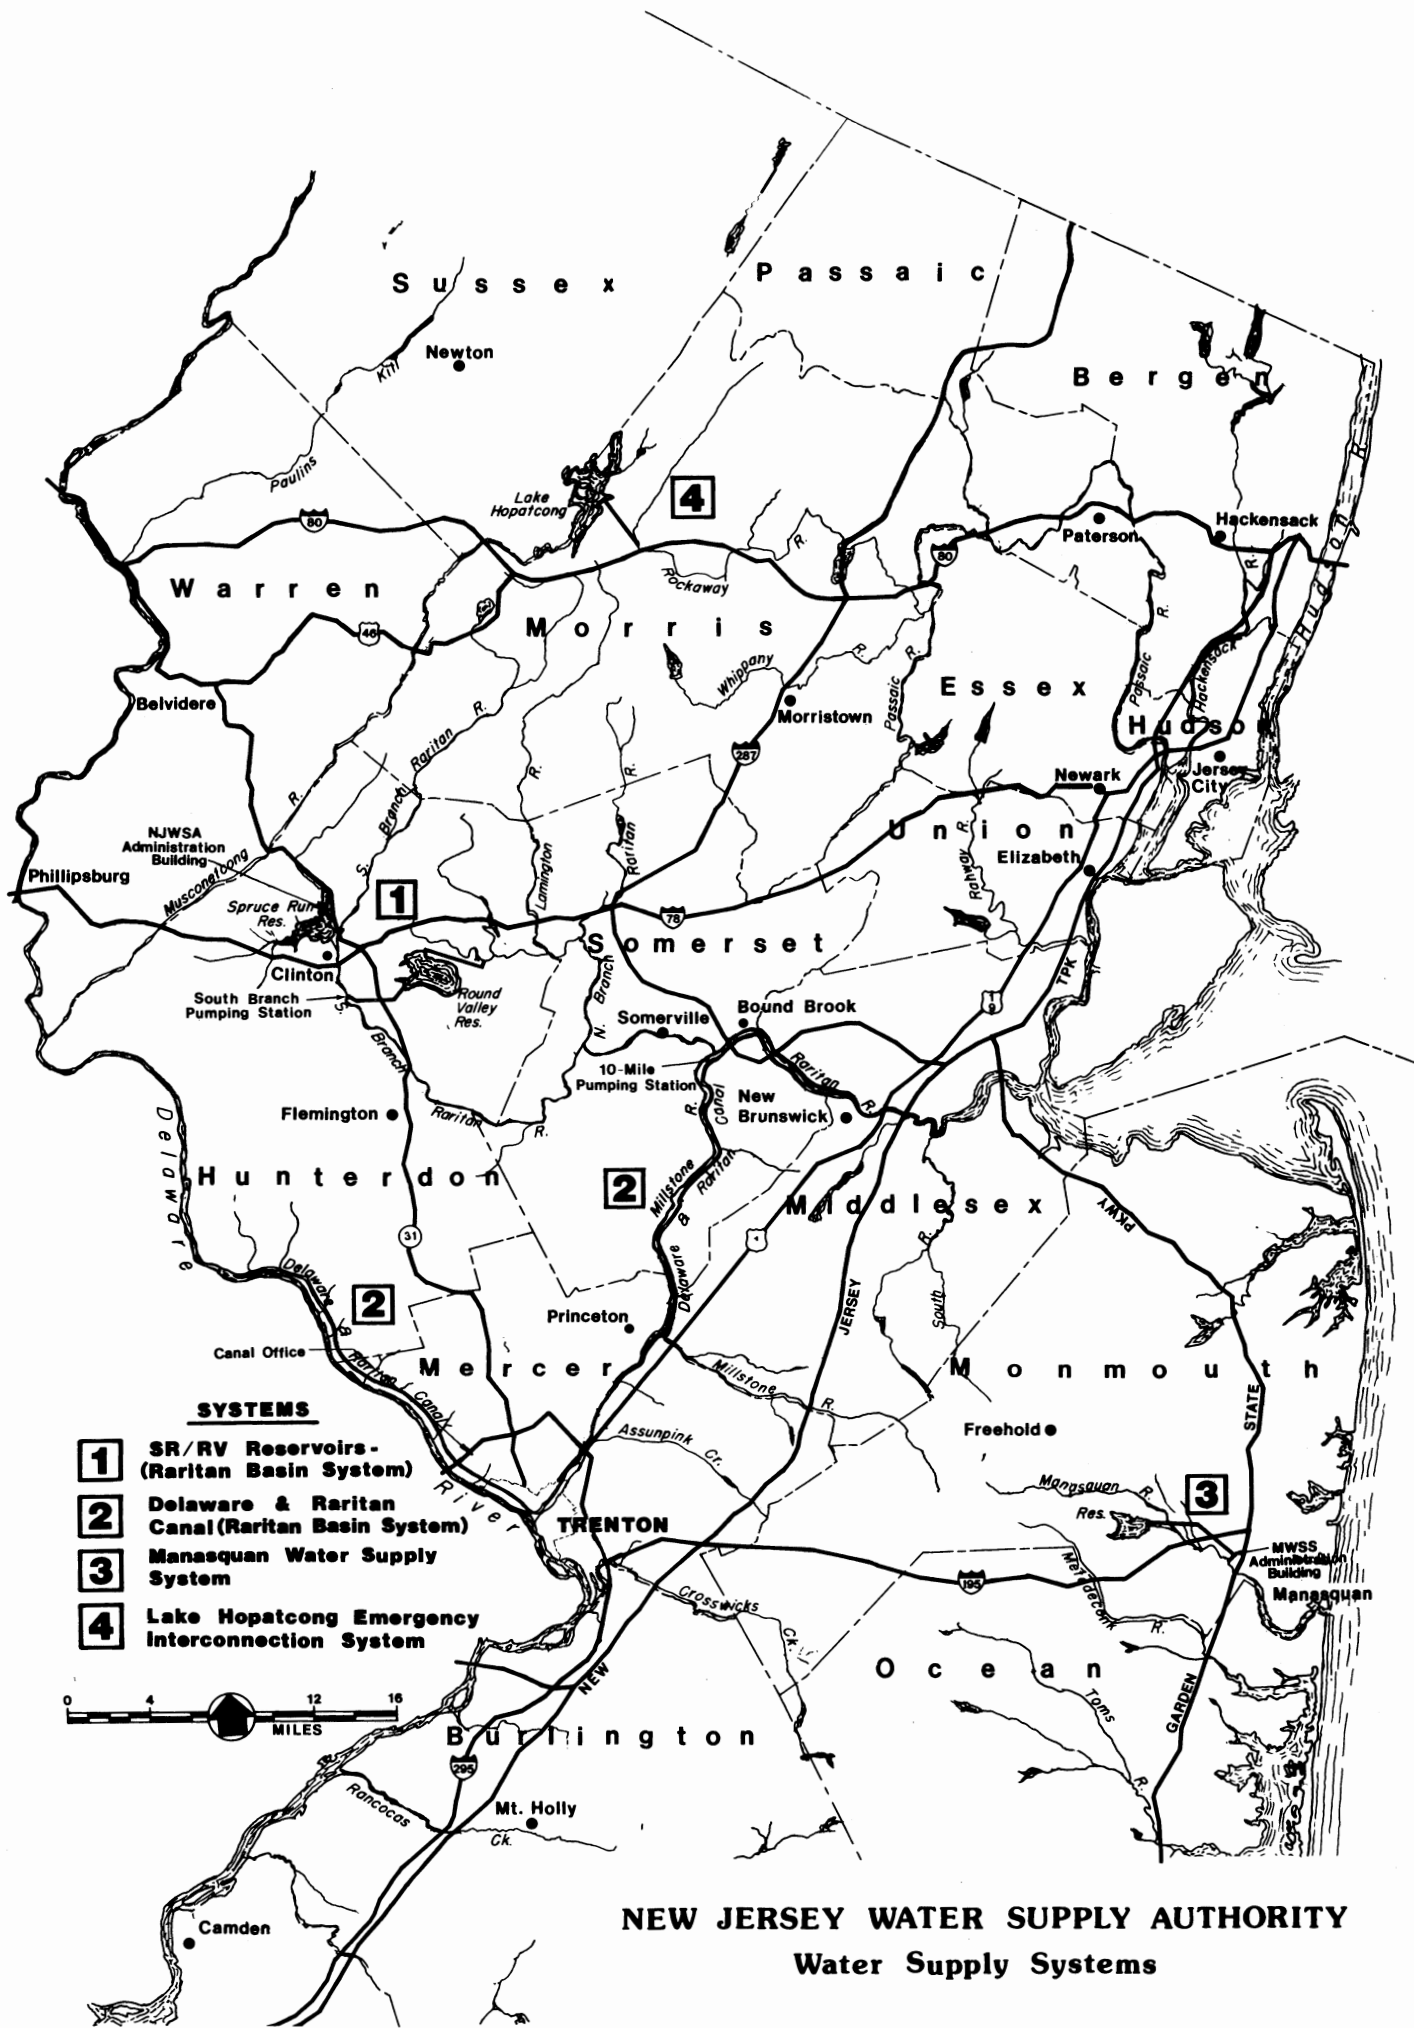 Sussex
Passaic
Bergen
Newton
Kill
Paulins
Lake
Hopatcong
4
80
Hackensack
Paterson
R.
R.
80
Hudson R.
Warren
Rockaway
46
Morris
R.
Whippany
R.
R.
Passaic
Passaic
Hackensack
Essex
Belvidere
Morristown
Hudson
R.
Raritan
Branch
S.
287
R.
R.
Newark
Jersey
City
R.
NJWSA
Administration
Building
Union
Elizabeth
Musconetcong
Lamington
Raritan
Rahway R.
Phillipsburg
1
Spruce Run
Res.
78
Somerset
Clinton
TPK
South Branch
Pumping Station
Round
Valley
Res.
N. Branch
1
9
Bound Brook
Somerville
S.
Branch
10-Mile
Pumping Station
Raritan
R.
New
Brunswick
R.
Canal
Flemington
Raritan
R.
Delaware
Hunterdon
2
Millstone
Raritan
&
Delaware
Middlesex
PKWY
31
1
R.
South
JERSEY
Delaware
&
Raritan
Canal
2
Princeton
Canal Office
Mercer
Millstone
R.
Monmouth
STATE
Assunpink Cr.
Freehold
SYSTEMS
1 SR/RV Reservoirs-
(Raritan Basin System)
2 Delaware & Raritan
Canal (Raritan Basin System)
3 Manasquan Water Supply
System
4 Lake Hopatcong Emergency
Interconnection System
River
TRENTON
Manasquan R.
3
Res.
MWSS
Administration
Building
Manasquan
195
Metedeconk
R.
Crosswicks
Ck.
Ocean
Toms
R.
GARDEN
NEW
0 4 12 16
MILES
Burlington
295
Rancocas
Ck.
Mt. Holly
Camden
NEW JERSEY WATER SUPPLY AUTHORITY
Water Supply Systems